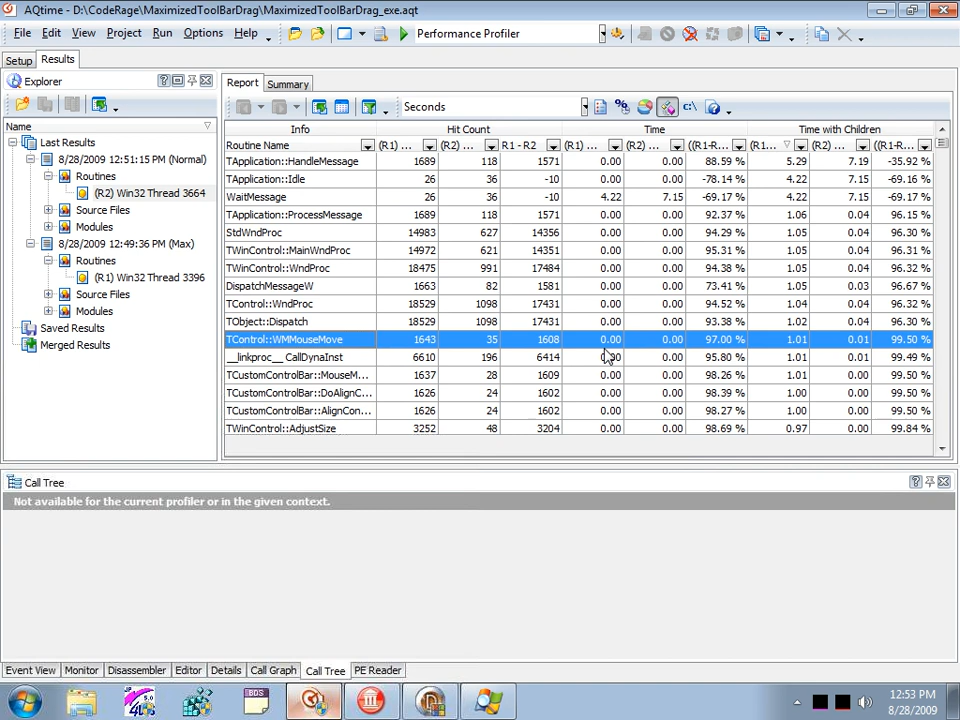 AQtime - D:\CodeRage\MaximizedToolBarDrag\MaximizedToolBarDrag_exe.aqt
File Edit View Project Run Options Help Performance Profiler
Setup Results
Explorer
Name
Last Results
8/28/2009 12:51:15 PM (Normal)
Routines
(R2) Win32 Thread 3664
Source Files
Modules
8/28/2009 12:49:36 PM (Max)
Routines
(R1) Win32 Thread 3396
Source Files
Modules
Saved Results
Merged Results
Report Summary
Seconds
Info Hit Count Time Time with Children
Routine Name (R1) ... (R2) ... R1 - R2 (R1) ... (R2) ... ((R1-R... (R1... (R2) ... ((R1-R...
TApplication::HandleMessage 1689 118 1571 0.00 0.00 88.59 % 5.29 7.19 -35.92 %
TApplication::Idle 26 36 -10 0.00 0.00 -78.14 % 4.22 7.15 -69.16 %
WaitMessage 26 36 -10 4.22 7.15 -69.17 % 4.22 7.15 -69.17 %
TApplication::ProcessMessage 1689 118 1571 0.00 0.00 92.37 % 1.06 0.04 96.15 %
StdWndProc 14983 627 14356 0.00 0.00 94.29 % 1.05 0.04 96.31 %
TWinControl::MainWndProc 14972 621 14351 0.00 0.00 95.31 % 1.05 0.04 96.31 %
TWinControl::WndProc 18475 991 17484 0.00 0.00 94.38 % 1.05 0.04 96.32 %
DispatchMessageW 1663 82 1581 0.00 0.00 73.41 % 1.05 0.03 96.67 %
TControl::WndProc 18529 1098 17431 0.00 0.00 94.52 % 1.04 0.04 96.32 %
TObject::Dispatch 18529 1098 17431 0.00 0.00 93.38 % 1.02 0.04 96.30 %
TControl::WMMouseMove 1643 35 1608 0.00 0.00 97.00 % 1.01 0.01 99.50 %
__linkproc__ CallDynaInst 6610 196 6414 0.00 0.00 95.80 % 1.01 0.01 99.49 %
TCustomControlBar::MouseM... 1637 28 1609 0.00 0.00 98.26 % 1.01 0.00 99.50 %
TCustomControlBar::DoAlignC... 1626 24 1602 0.00 0.00 98.39 % 1.00 0.00 99.50 %
TCustomControlBar::AlignCon... 1626 24 1602 0.00 0.00 98.27 % 1.00 0.00 99.50 %
TWinControl::AdjustSize 3252 48 3204 0.00 0.00 98.69 % 0.97 0.00 99.84 %
Call Tree
Not available for the current profiler or in the given context.
Event View Monitor Disassembler Editor Details Call Graph Call Tree PE Reader
BDS
12:53 PM
8/28/2009